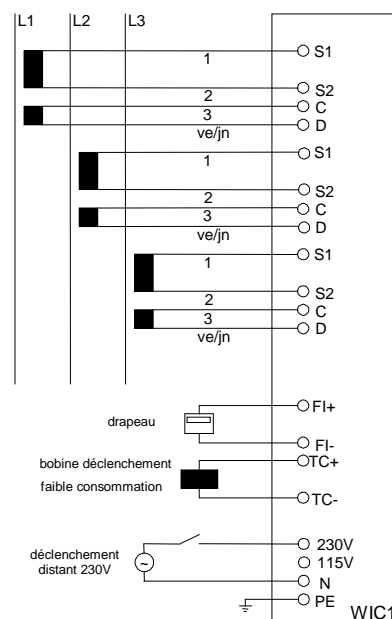 L1 L2 L3
1 S1
S2
2 C
3 D
ve/jn
1 S1
S2
2 C
3 D
ve/jn
1 S1
S2
2 C
3 D
ve/jn
FI+
drapeau
FI-
bobine déclenchement TC+
faible consommation
TC-
230V
déclenchement 115V
distant 230V ~ N
PE
WIC1